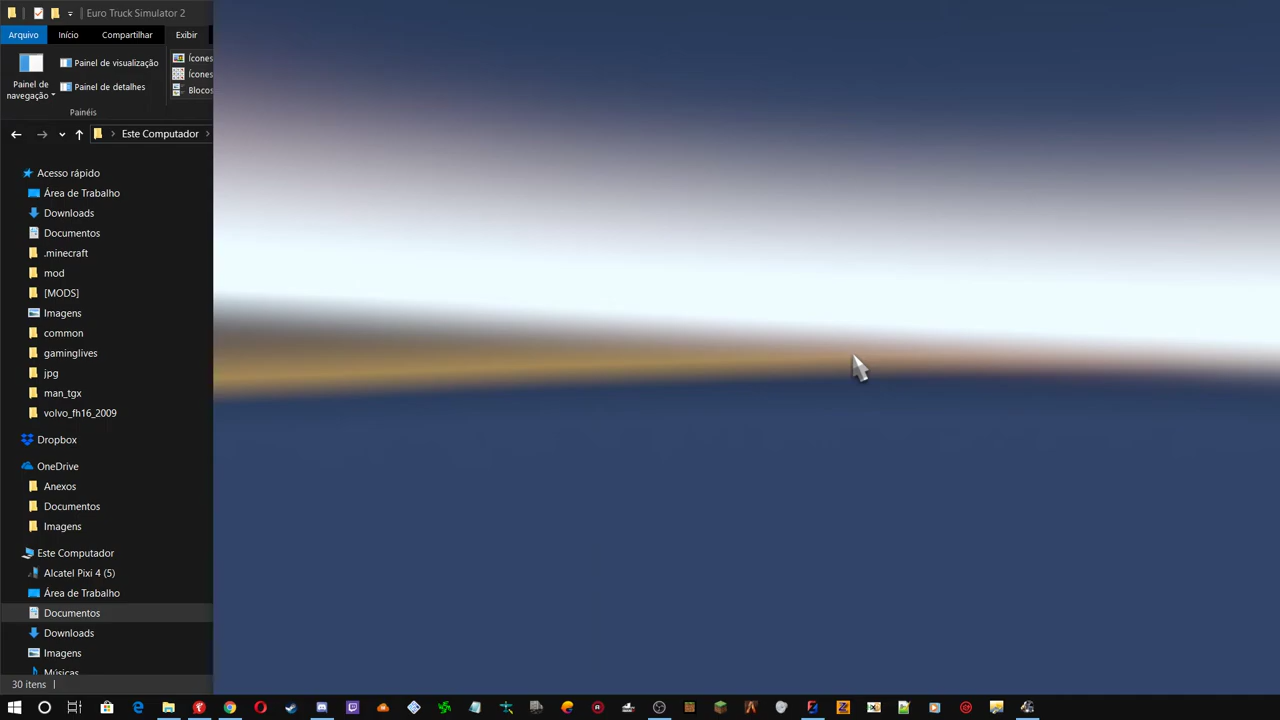 Euro Truck Simulator 2
Arquivo Início Compartilhar Exibir
Painel de navegação
Painel de visualização
Painel de detalhes
Ícones
Ícones
Blocos
Painéis
Este Computador
Acesso rápido
Área de Trabalho
Downloads
Documentos
.minecraft
mod
[MODS]
Imagens
common
gaminglives
jpg
man_tgx
volvo_fh16_2009
Dropbox
OneDrive
Anexos
Documentos
Imagens
Este Computador
Alcatel Pixi 4 (5)
Área de Trabalho
Documentos
Downloads
Imagens
Músicas
30 itens